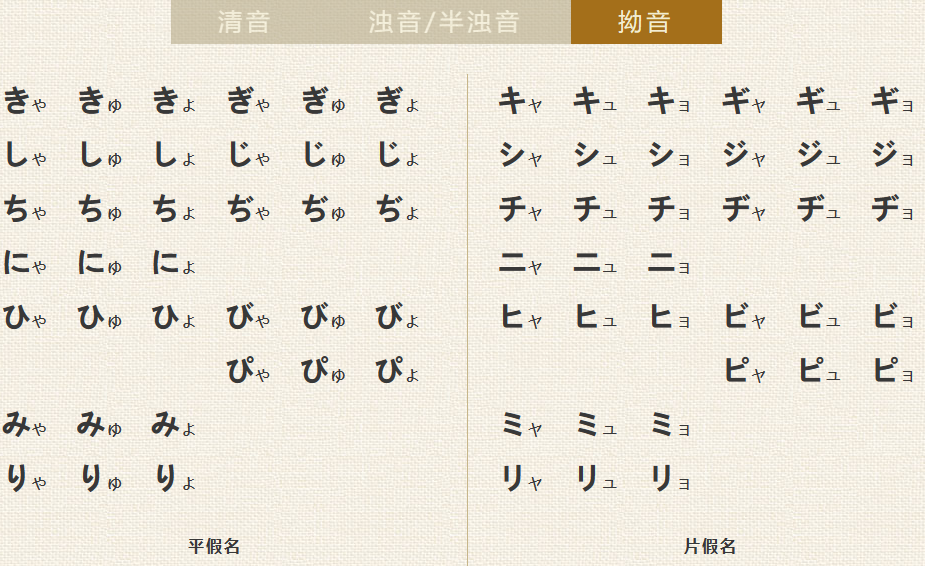 清音 浊音/半浊音 拗音
きゃ きゅ きょ ぎゃ ぎゅ ぎょ キャ キュ キョ ギャ ギュ ギョ
しゃ しゅ しょ じゃ じゅ じょ シャ シュ ショ ジャ ジュ ジョ
ちゃ ちゅ ちょ ぢゃ ぢゅ ぢょ チャ チュ チョ ヂャ ヂュ ヂョ
にゃ にゅ にょ ニャ ニュ ニョ
ひゃ ひゅ ひょ びゃ びゅ びょ ヒャ ヒュ ヒョ ビャ ビュ ビョ
ぴゃ ぴゅ ぴょ ピャ ピュ ピョ
みゃ みゅ みょ ミャ ミュ ミョ
りゃ りゅ りょ リャ リュ リョ
平假名 片假名